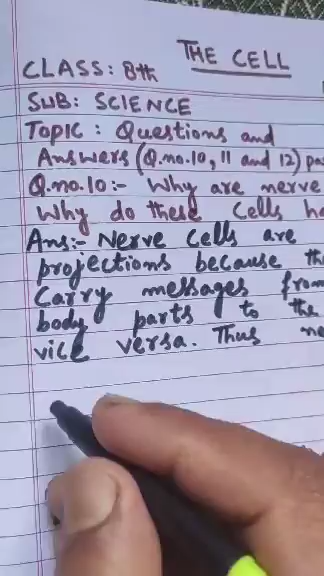 THE CELL
CLASS: 8th
SUB: SCIENCE
TOPIC: Questions and
Answers (Q.no.10, 11 and 12)
Q.no.10:- Why are nerve
Why do these cells
Ans:- Nerve cells are
projections because
carry messages from
body parts to the
vice versa. Thus